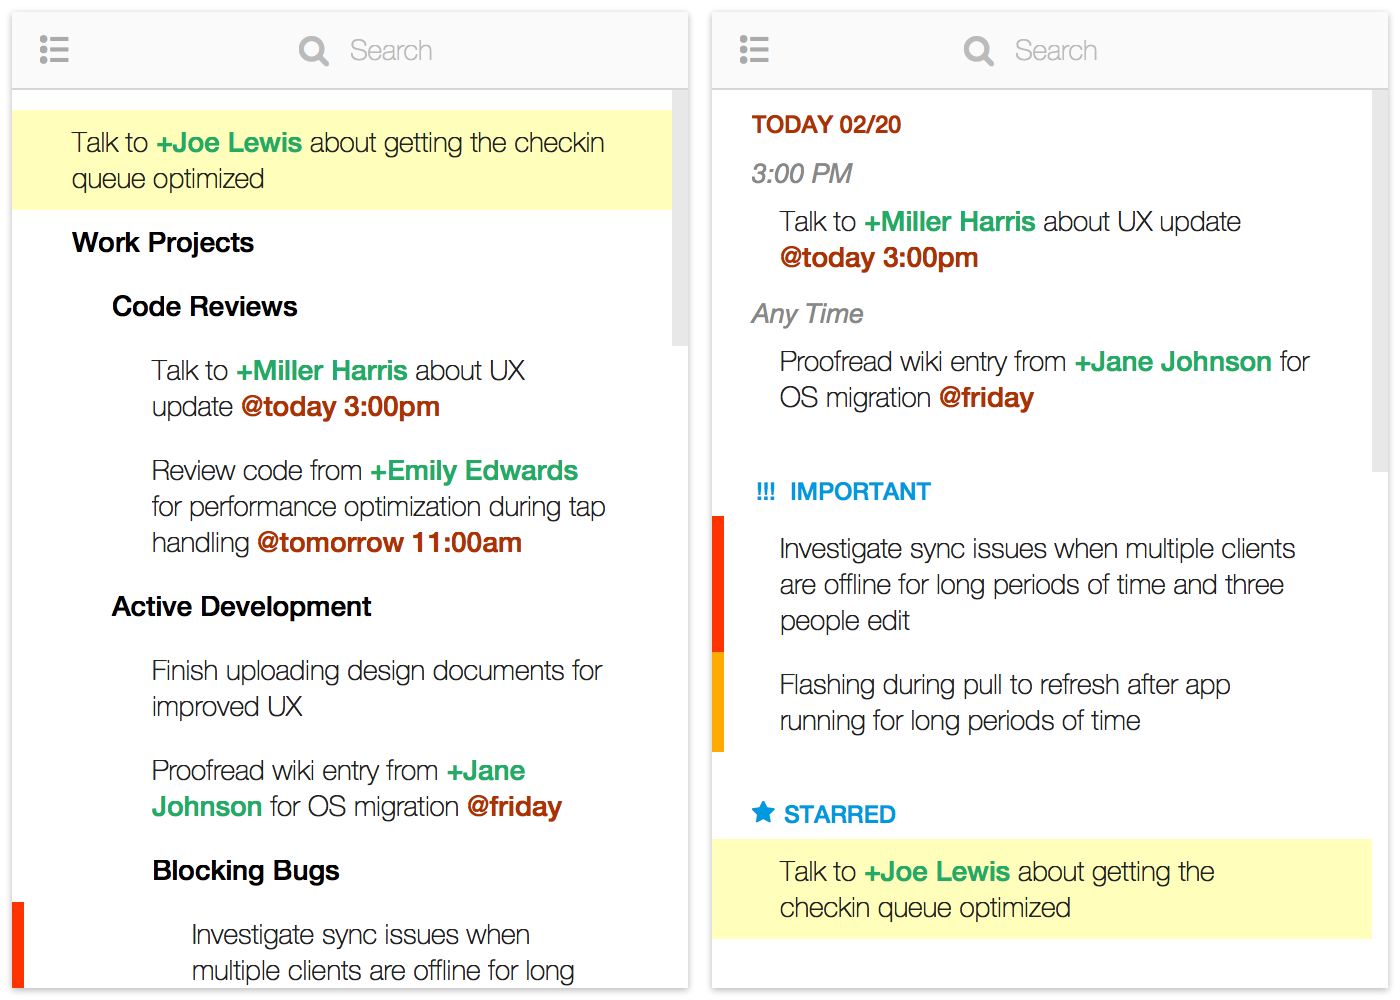 Search
Talk to +Joe Lewis about getting the checkin
queue optimized
Work Projects
Code Reviews
Talk to +Miller Harris about UX
update @today 3:00pm
Review code from +Emily Edwards
for performance optimization during tap
handling @tomorrow 11:00am
Active Development
Finish uploading design documents for
improved UX
Proofread wiki entry from +Jane
Johnson for OS migration @friday
Blocking Bugs
Investigate sync issues when
multiple clients are offline for long
Search
TODAY 02/20
3:00 PM
Talk to +Miller Harris about UX update
@today 3:00pm
Any Time
Proofread wiki entry from +Jane Johnson for
OS migration @friday
!!! IMPORTANT
Investigate sync issues when multiple clients
are offline for long periods of time and three
people edit
Flashing during pull to refresh after app
running for long periods of time
STARRED
Talk to +Joe Lewis about getting the
checkin queue optimized